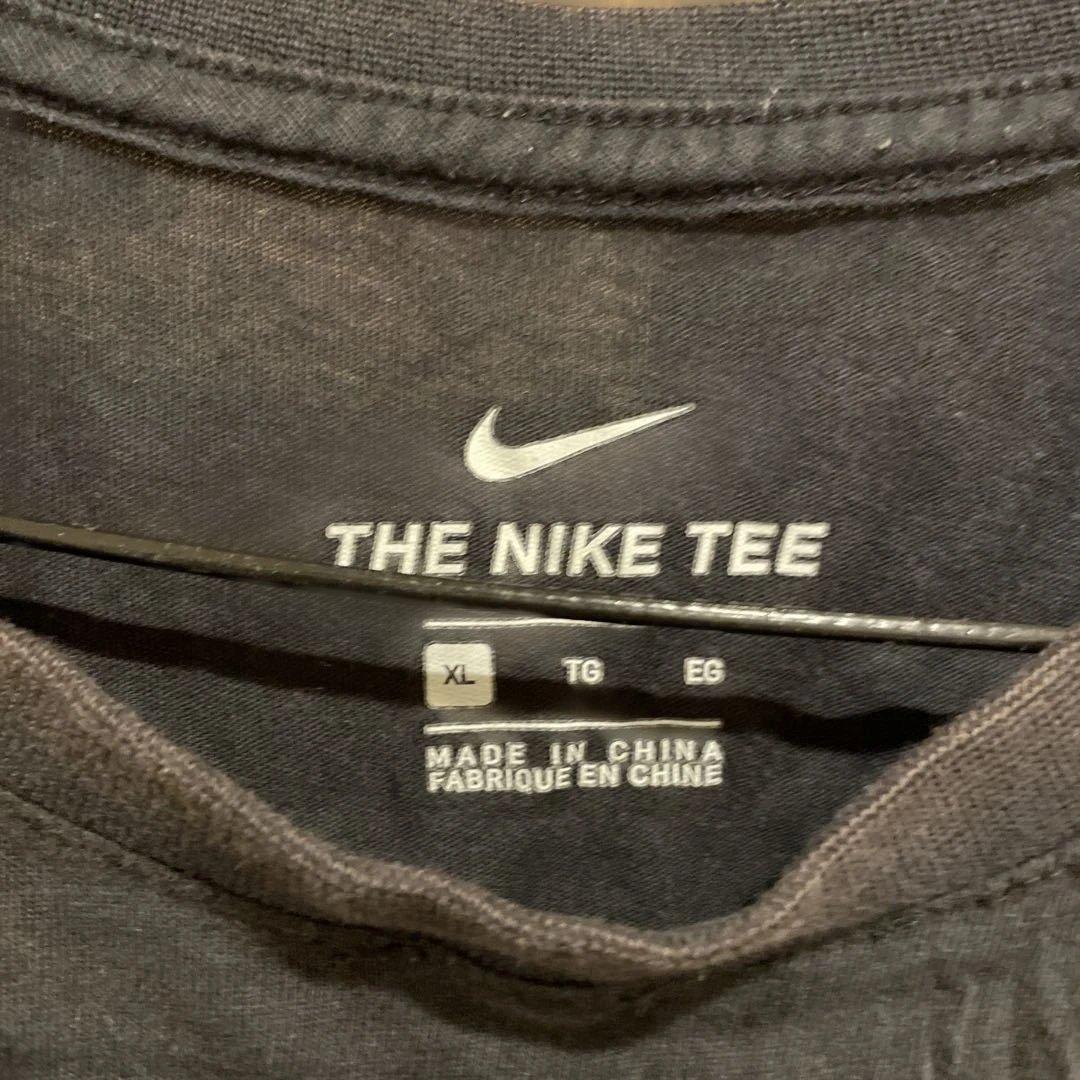 THE NIKE TEE
XL TG EG
MADE IN CHINA
FABRIQUE EN CHINE